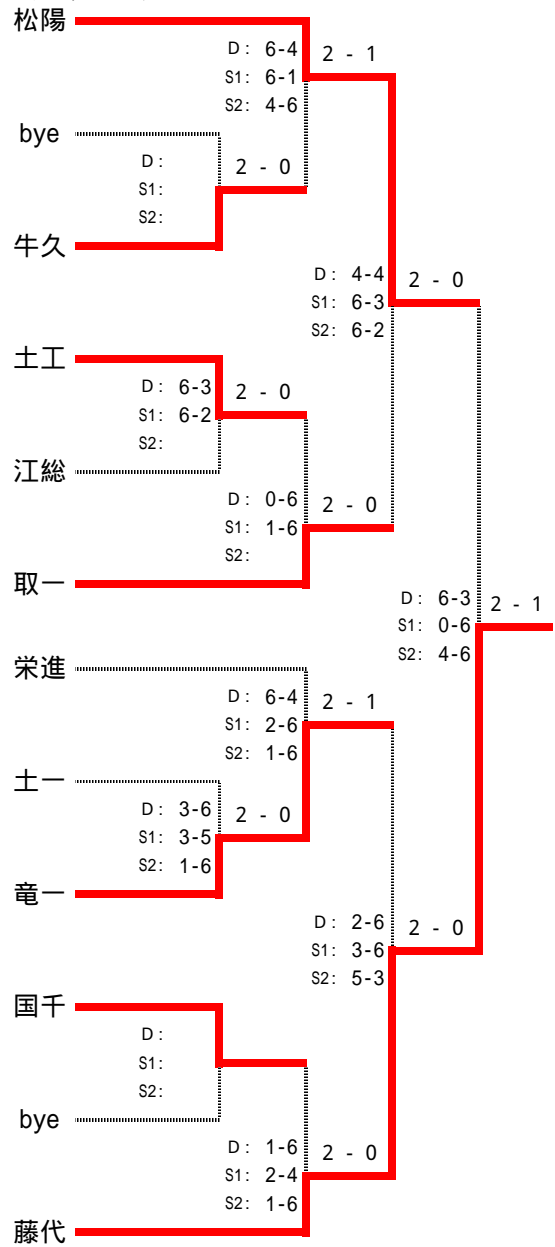 松陽
D: 6-4 2 - 1
S1: 6-1
S2: 4-6
bye
D: 2 - 0
S1:
S2:
牛久
D: 4-4 2 - 0
S1: 6-3
S2: 6-2
土工
D: 6-3 2 - 0
S1: 6-2
S2:
江総
D: 0-6 2 - 0
S1: 1-6
S2:
取一
D: 6-3 2 - 1
S1: 0-6
S2: 4-6
栄進
D: 6-4 2 - 1
S1: 2-6
S2: 1-6
土一
D: 3-6 2 - 0
S1: 3-5
S2: 1-6
竜一
D: 2-6 2 - 0
S1: 3-6
S2: 5-3
国千
D:
S1:
S2:
bye
D: 1-6 2 - 0
S1: 2-4
S2: 1-6
藤代